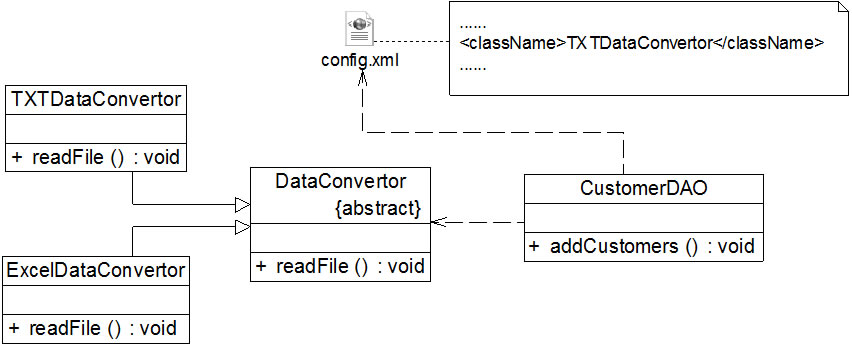 ......
<className>TXTDataConvertor</className>
......
config.xml
TXTDataConvertor
+ readFile () : void
DataConvertor
{abstract}
+ readFile () : void
CustomerDAO
+ addCustomers () : void
ExcelDataConvertor
+ readFile () : void